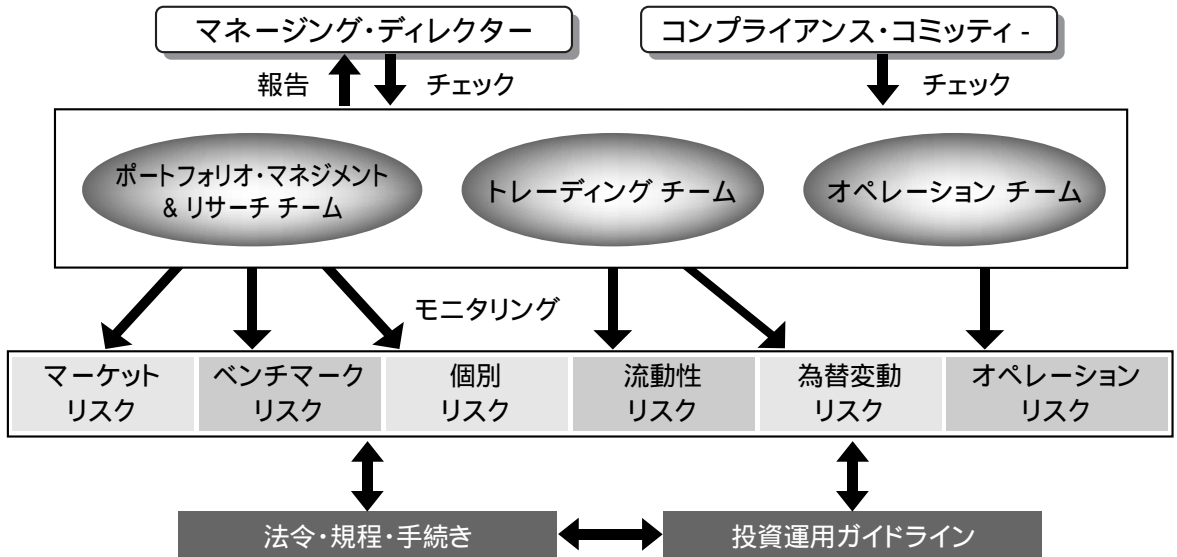 マネージング・ディレクター
コンプライアンス・コミッティ -
報告
チェック
チェック
ポートフォリオ・マネジメント
& リサーチ チーム
トレーディング チーム
オペレーション チーム
モニタリング
マーケット
リスク
ベンチマーク
リスク
個別
リスク
流動性
リスク
為替変動
リスク
オペレーション
リスク
法令・規程・手続き
投資運用ガイドライン